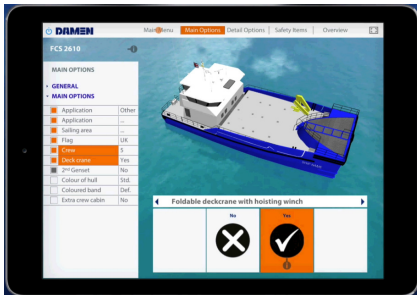 DAMEN
Main Menu Main Options Detail Options Safety Items Overview
FCS 2610
MAIN OPTIONS
GENERAL
MAIN OPTIONS
Application Other
Application ...
Sailing area ...
Flag UK
Crew 5
Deck crane Yes
2nd Genset No
Colour of hull Std.
Coloured band Def.
Extra crew cabin No
Foldable deckcrane with hoisting winch
No Yes